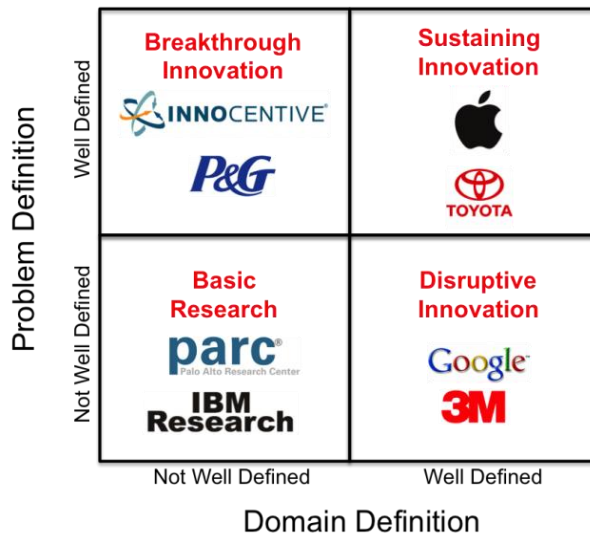 Problem Definition
Well Defined
Not Well Defined
Breakthrough
Innovation
INNOCENTIVE®
P&G
Sustaining
Innovation
TOYOTA
Basic
Research
parc®
Palo Alto Research Center
IBM
Research
Disruptive
Innovation
Google™
3M
Not Well Defined
Well Defined
Domain Definition